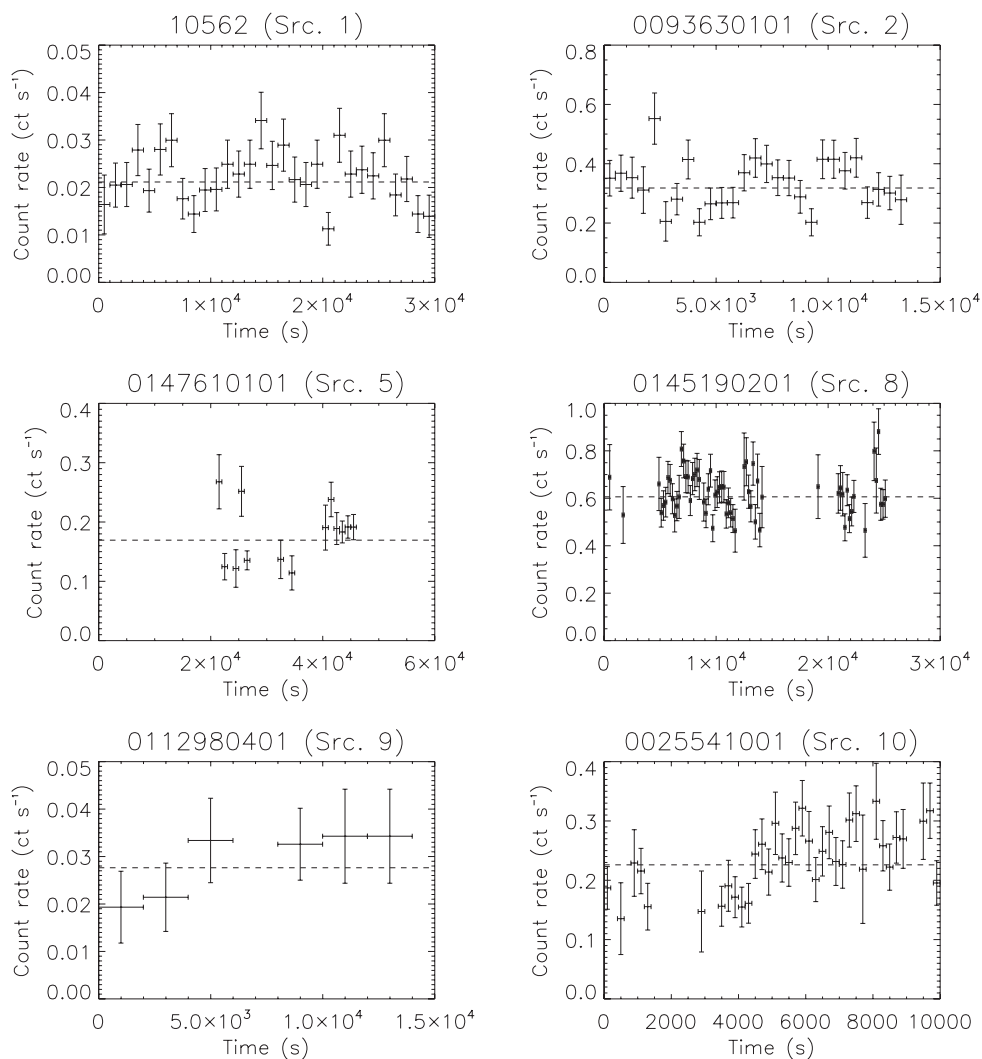 10562 (Src. 1)
Count rate (ct s⁻¹)
0.05
0.04
0.03
0.02
0.01
0.00
0 1×10⁴ 2×10⁴ 3×10⁴
Time (s)
0093630101 (Src. 2)
Count rate (ct s⁻¹)
0.8
0.6
0.4
0.2
0.0
0 5.0×10³ 1.0×10⁴ 1.5×10⁴
Time (s)
0147610101 (Src. 5)
Count rate (ct s⁻¹)
0.4
0.3
0.2
0.1
0.0
0 2×10⁴ 4×10⁴ 6×10⁴
Time (s)
0145190201 (Src. 8)
Count rate (ct s⁻¹)
1.0
0.8
0.6
0.4
0.2
0.0
0 1×10⁴ 2×10⁴ 3×10⁴
Time (s)
0112980401 (Src. 9)
Count rate (ct s⁻¹)
0.05
0.04
0.03
0.02
0.01
0.00
0 5.0×10³ 1.0×10⁴ 1.5×10⁴
Time (s)
0025541001 (Src. 10)
Count rate (ct s⁻¹)
0.4
0.3
0.2
0.1
0.0
0 2000 4000 6000 8000 10000
Time (s)